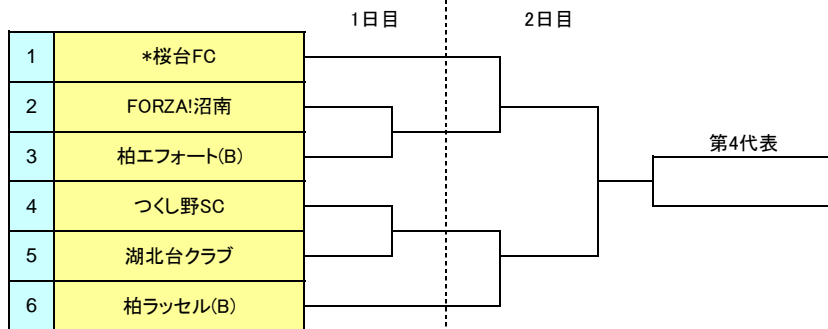 1日目 2日目
1 *桜台FC
2 FORZA!沼南
3 柏エフォート(B)
第4代表
4 つくし野SC
5 湖北台クラブ
6 柏ラッセル(B)